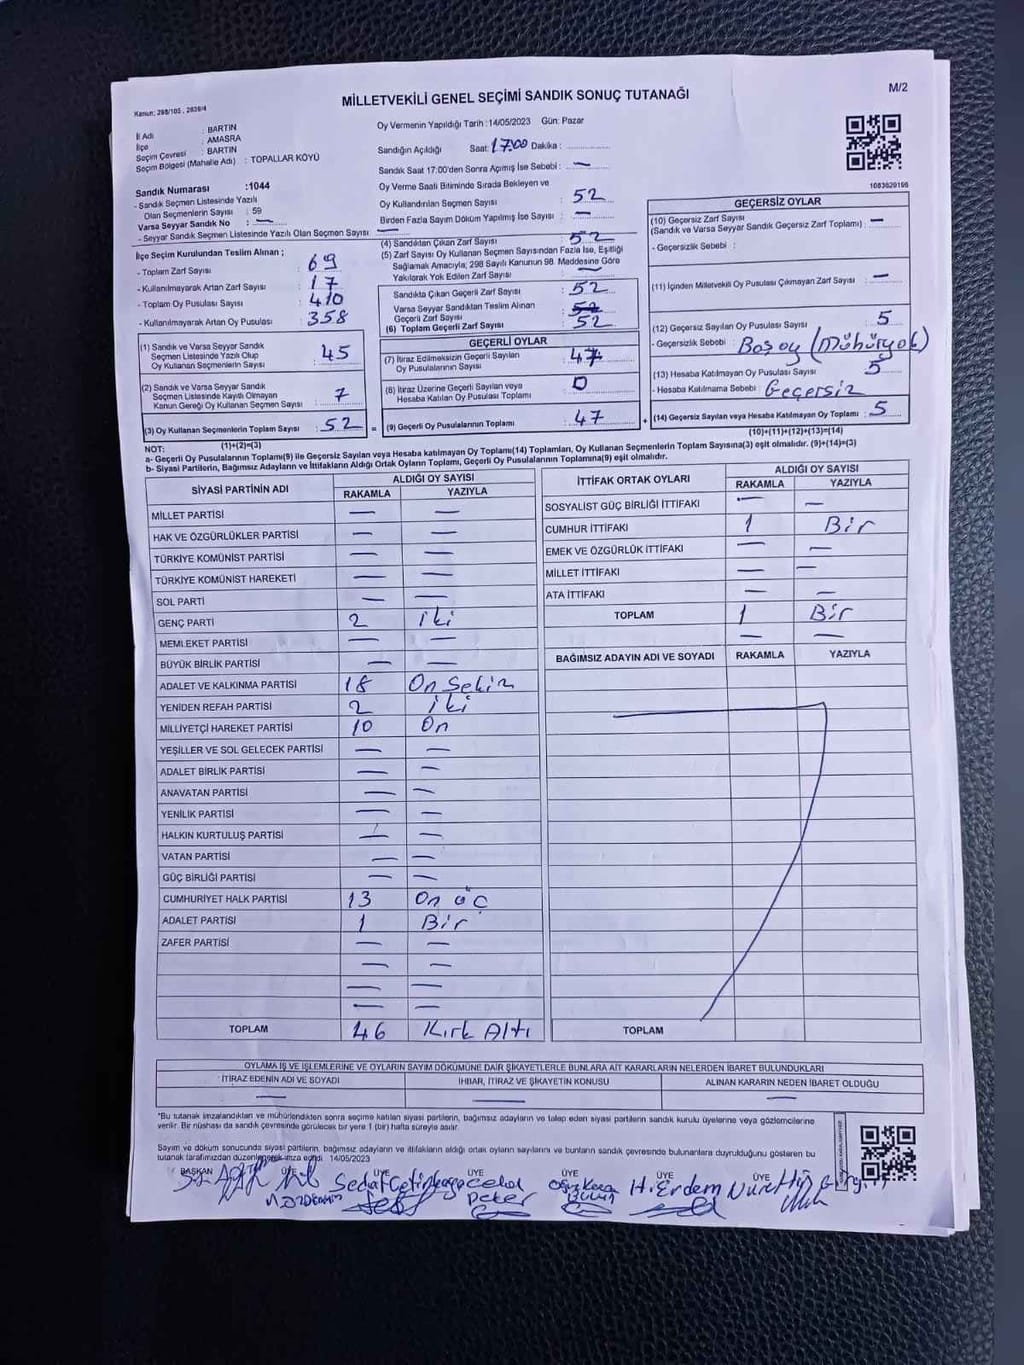 Kanun: 298/105 , 2839/4
MİLLETVEKİLİ GENEL SEÇİMİ SANDIK SONUÇ TUTANAĞI
M/2
İl Adı : BARTIN
İlçe : AMASRA
Seçim Çevresi : BARTIN
Seçim Bölgesi (Mahalle Adı) : TOPALLAR KÖYÜ
Sandık Numarası :1044
- Sandık Seçmen Listesinde Yazılı
Olan Seçmenlerin Sayısı : 59
Varsa Seyyar Sandık No : —
- Seyyar Sandık Seçmen Listesinde Yazılı Olan Seçmen Sayısı : —
İlçe Seçim Kurulundan Teslim Alınan ;
- Toplam Zarf Sayısı : 69
- Kullanılmayarak Artan Zarf Sayısı : 17
- Toplam Oy Pusulası Sayısı : 410
- Kullanılmayarak Artan Oy Pusulası : 358
Oy Vermenin Yapıldığı Tarih :14/05/2023 Gün: Pazar
Sandığın Açıldığı Saat: 17.00 Dakika :
Sandık Saat 17:00'den Sonra Açımış İse Sebebi : —
Oy Verme Saati Bitiminde Sırada Bekleyen ve
Oy Kullandırılan Seçmen Sayısı : 52
Birden Fazla Sayım Döküm Yapılmış İse Sayısı : —
(4) Sandıktan Çıkan Zarf Sayısı : 52
(5) Zarf Sayısı Oy Kullanan Seçmen Sayısından Fazla İse, Eşitliği
Sağlamak Amacıyla; 298 Sayılı Kanunun 98. Maddesine Göre
Yakılarak Yok Edilen Zarf Sayısı : —
Sandıkta Çıkan Geçerli Zarf Sayısı : 52
Varsa Seyyar Sandıktan Teslim Alınan
Geçerli Zarf Sayısı : 52
(6) Toplam Geçerli Zarf Sayısı : 52
1083829196
GEÇERSİZ OYLAR
(10) Geçersiz Zarf Sayısı
(Sandık ve Varsa Seyyar Sandık Geçersiz Zarf Toplamı) : —
- Geçersizlik Sebebi :
(11) İçinden Milletvekili Oy Pusulası Çıkmayan Zarf Sayısı : —
(12) Geçersiz Sayılan Oy Pusulası Sayısı : 5
- Geçersizlik Sebebi : Boş oy (Mühüryok)
(13) Hesaba Katılmayan Oy Pusulası Sayısı : 5
- Hesaba Katılmama Sebebi : Geçersiz
(14) Geçersiz Sayılan veya Hesaba Katılmayan Oy Toplamı : 5
(10)+(11)+(12)+(13)=(14)
(1) Sandık ve Varsa Seyyar Sandık
Seçmen Listesinde Yazılı Olup
Oy Kullanan Seçmenlerin Sayısı : 45
(2) Sandık ve Varsa Seyyar Sandık
Seçmen Listesinde Kayıtlı Olmayan
Kanun Gereği Oy Kullanan Seçmen Sayısı : 7
(3) Oy Kullanan Seçmenlerin Toplam Sayısı : 52 =
(1)+(2)=(3)
GEÇERLİ OYLAR
(7) İtiraz Edilmeksizin Geçerli Sayılan
Oy Pusulalarının Sayısı : 47
(8) İtiraz Üzerine Geçerli Sayılan veya
Hesaba Katılan Oy Pusulası Toplamı : 0
(9) Geçerli Oy Pusulalarının Toplamı : 47 +
NOT:
a- Geçerli Oy Pusulalarının Toplamı(9) ile Geçersiz Sayılan veya Hesaba katılmayan Oy Toplamı(14) Toplamları, Oy Kullanan Seçmenlerin Toplam Sayısına(3) eşit olmalıdır. (9)+(14)=(3)
b- Siyasi Partilerin, Bağımsız Adayların ve İttifakların Aldığı Ortak Oyların Toplamı, Geçerli Oy Pusulalarının Toplamına(9) eşit olmalıdır.
SİYASİ PARTİNİN ADI ALDIĞI OY SAYISI
RAKAMLA YAZIYLA
MİLLET PARTİSİ — —
HAK VE ÖZGÜRLÜKLER PARTİSİ — —
TÜRKİYE KOMÜNİST PARTİSİ — —
TÜRKİYE KOMÜNİST HAREKETİ — —
SOL PARTİ — —
GENÇ PARTİ 2 iki
MEMLEKET PARTİSİ — —
BÜYÜK BİRLİK PARTİSİ — —
ADALET VE KALKINMA PARTİSİ 18 On Sekiz
YENİDEN REFAH PARTİSİ 2 iki
MİLLİYETÇİ HAREKET PARTİSİ 10 On
YEŞİLLER VE SOL GELECEK PARTİSİ — —
ADALET BİRLİK PARTİSİ — —
ANAVATAN PARTİSİ — —
YENİLİK PARTİSİ — —
HALKIN KURTULUŞ PARTİSİ — —
VATAN PARTİSİ — —
GÜÇ BİRLİĞİ PARTİSİ — —
CUMHURİYET HALK PARTİSİ 13 On üç
ADALET PARTİSİ 1 Bir
ZAFER PARTİSİ — —
— —
— —
— —
TOPLAM 46 Kırk Altı
İTTİFAK ORTAK OYLARI ALDIĞI OY SAYISI
RAKAMLA YAZIYLA
SOSYALİST GÜÇ BİRLİĞİ İTTİFAKI — —
CUMHUR İTTİFAKI 1 Bir
EMEK VE ÖZGÜRLÜK İTTİFAKI — —
MİLLET İTTİFAKI — —
ATA İTTİFAKI — —
TOPLAM 1 Bir
— —
BAĞIMSIZ ADAYIN ADI VE SOYADI RAKAMLA YAZIYLA
TOPLAM
OYLAMA İŞ VE İŞLEMLERİNE VE OYLARIN SAYIM DÖKÜMÜNE DAİR ŞİKAYETLERLE BUNLARA AİT KARARLARIN NELERDEN İBARET BULUNDUKLARI
İTİRAZ EDENİN ADI VE SOYADI İHBAR, İTİRAZ VE ŞİKAYETİN KONUSU ALINAN KARARIN NEDEN İBARET OLDUĞU
— — —
*Bu tutanak imzalandıktan ve mühürlendikten sonra seçime katılan siyasi partilerin, bağımsız adayların ve talep eden siyasi partilerin sandık kurulu üyelerine veya gözlemcilerine
verilir. Bir nüshası da sandık çevresinde görülecek bir yere 1 (bir) hafta süreyle asılır.
Sayım ve döküm sonucunda siyasi partilerin, bağımsız adayların ve ittifakların aldığı ortak oyların sayılarını ve bunların sandık çevresinde bulunanlara duyrulduğunu gösteren bu
tutanak tarafımızdan düzenlenerek imza edildi. 14/05/2023
BAŞKAN ÜYE ÜYE ÜYE ÜYE ÜYE
Sedat Celal H. Erdem Nurettin
Peker